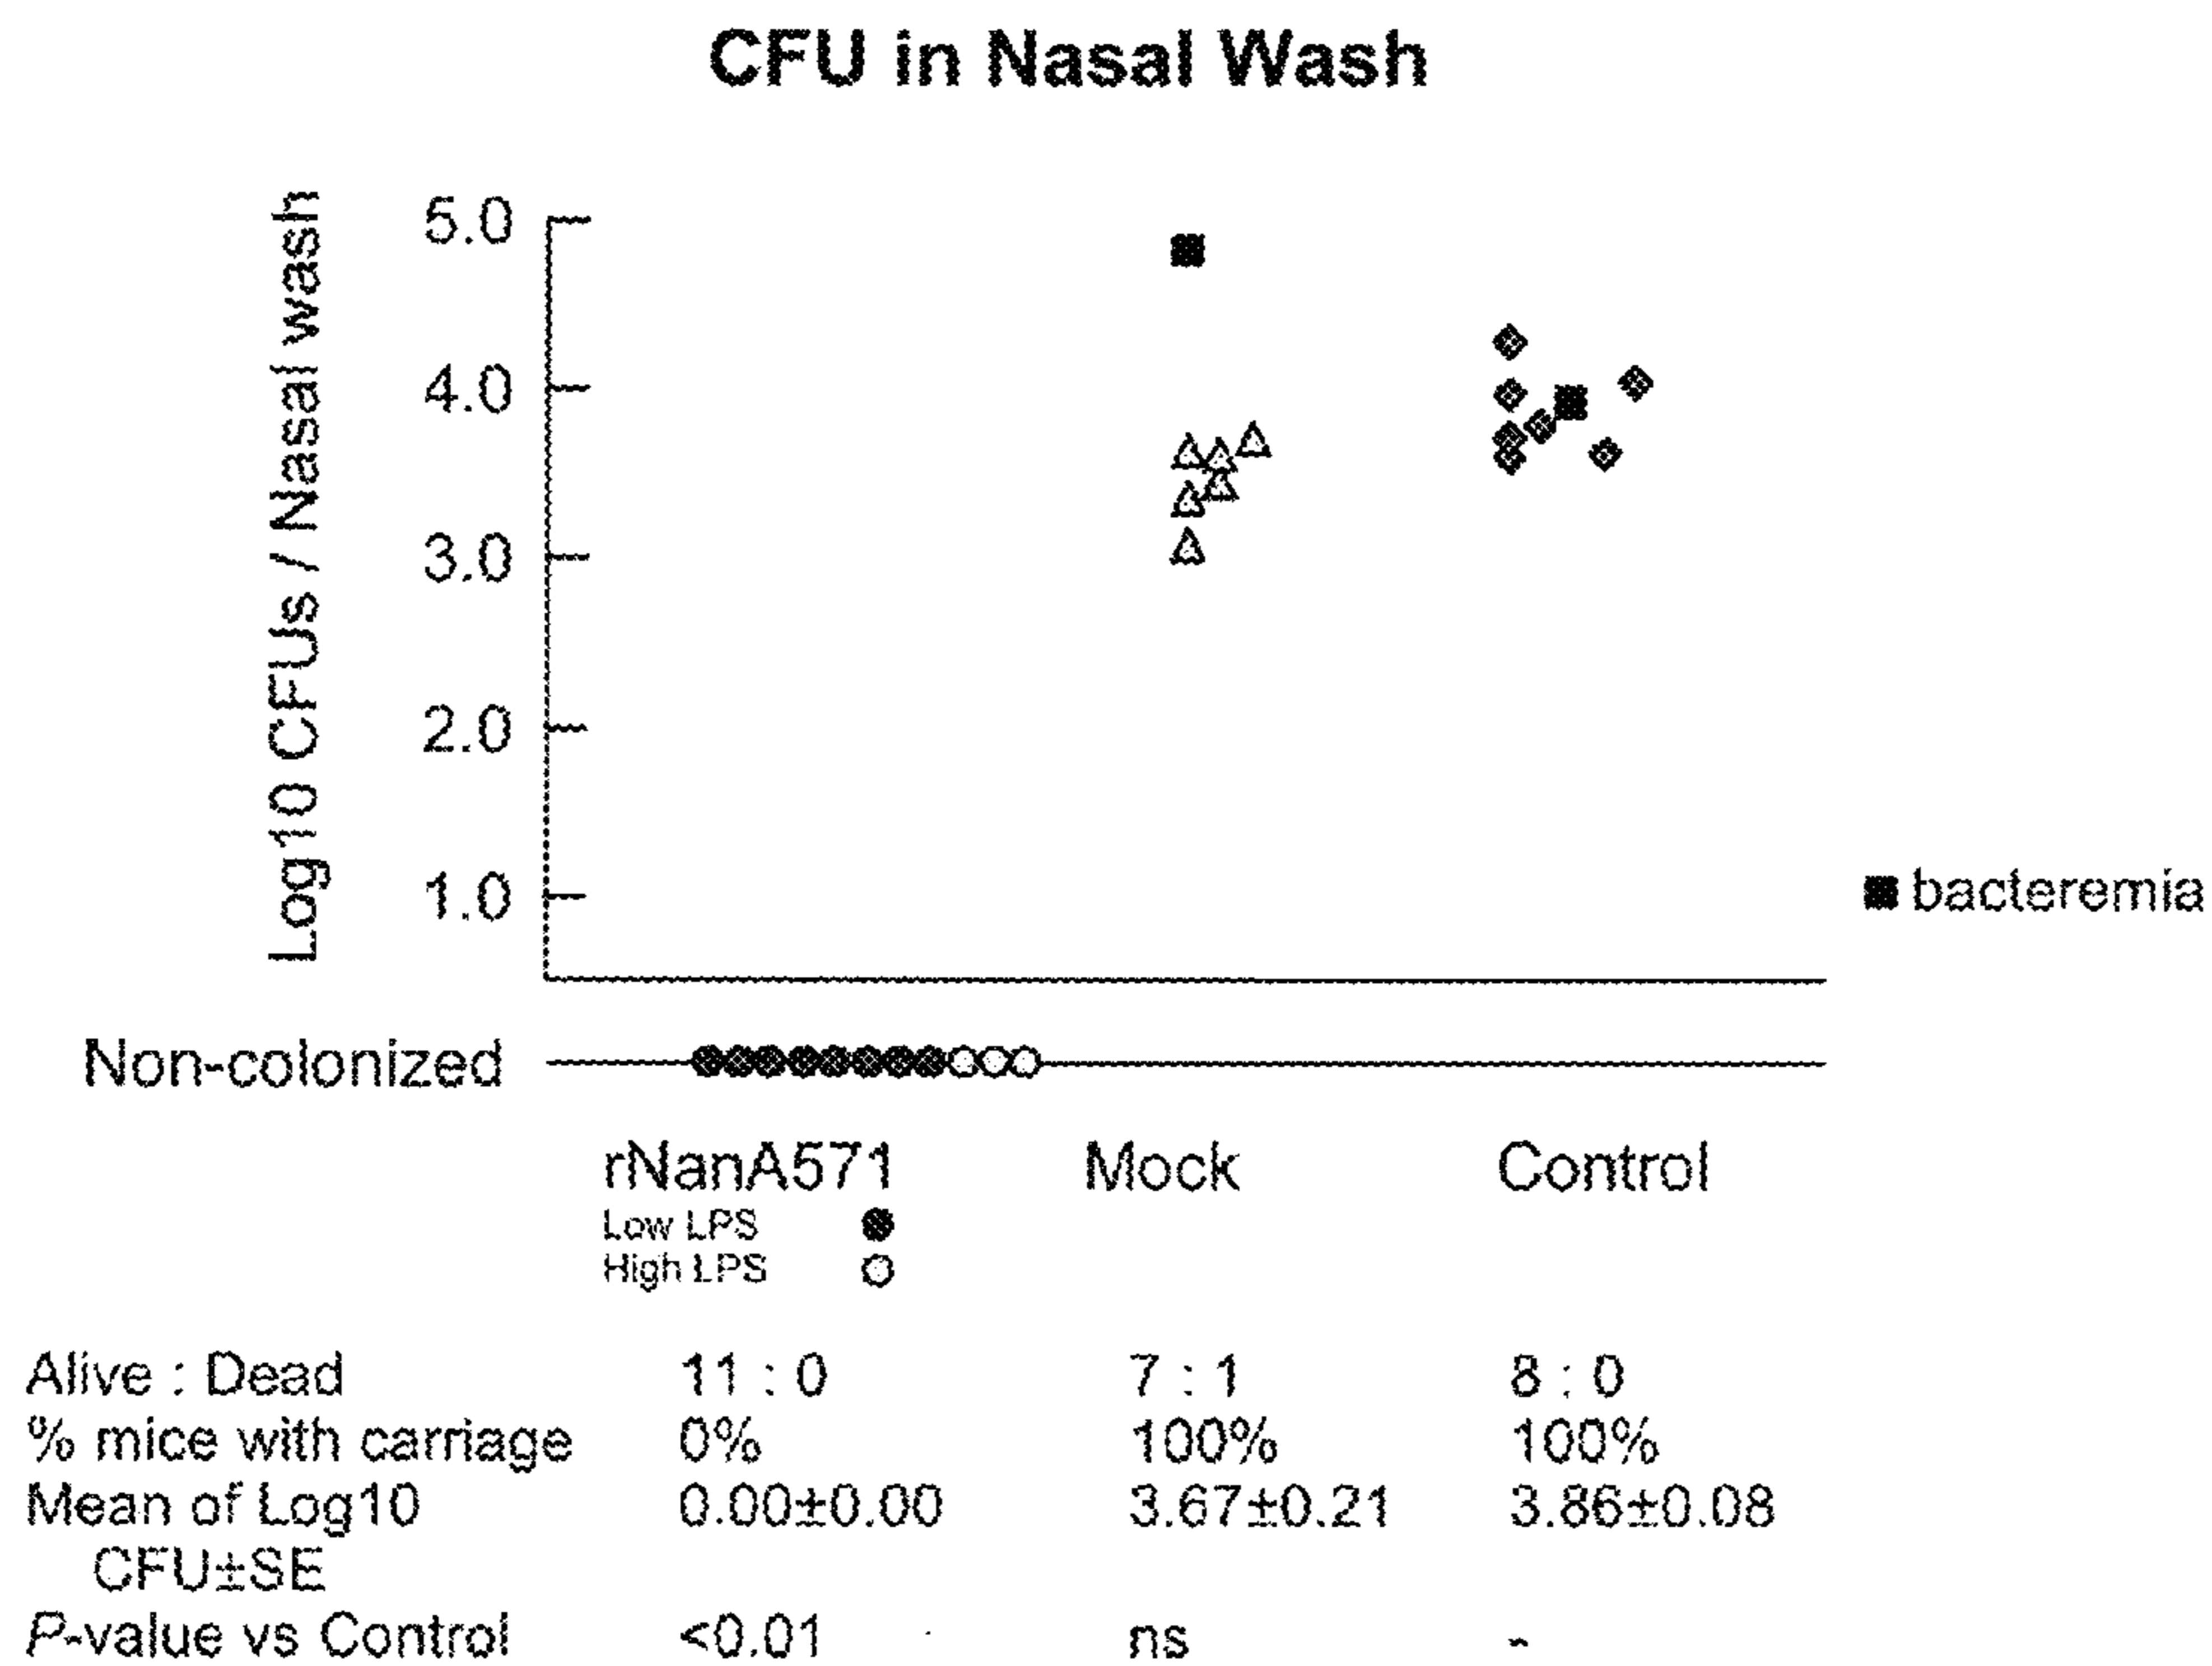 CFU in Nasal Wash
Log10 CFUs / Nasal wash
5.0
4.0
3.0
2.0
1.0
bacteremia
Non-colonized
rNanA571 Mock Control
Low LPS
High LPS
Alive : Dead 11 : 0 7 : 1 8 : 0
% mice with carriage 0% 100% 100%
Mean of Log10 0.00±0.00 3.67±0.21 3.86±0.08
CFU±SE
P-value vs Control <0.01 ns -